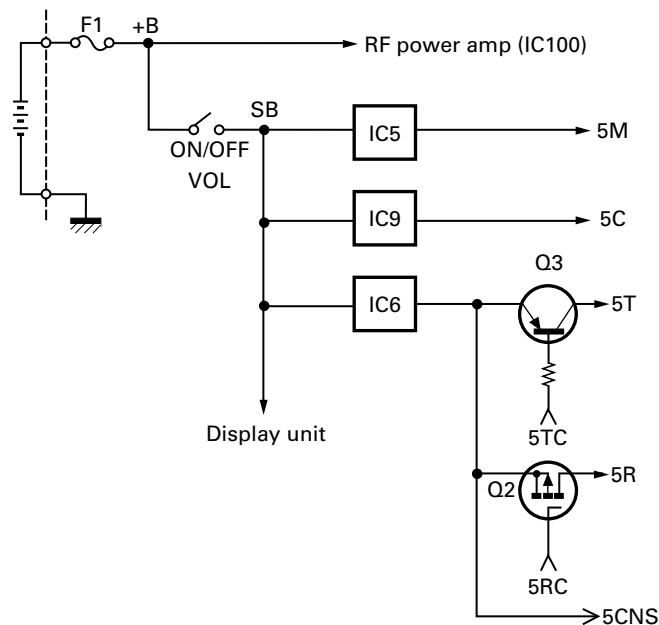 F1
+B
RF power amp (IC100)
SB
ON/OFF
VOL
IC5
5M
IC9
5C
IC6
Q3
5T
5TC
Display unit
Q2
5R
5RC
5CNS